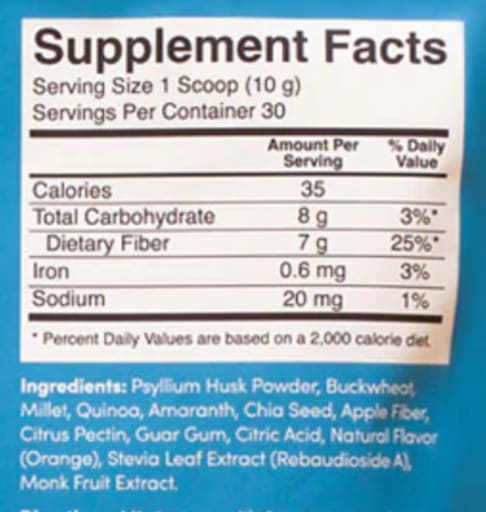 Supplement Facts
Serving Size 1 Scoop (10 g)
Servings Per Container 30
Amount Per Serving % Daily Value
Calories 35
Total Carbohydrate 8 g 3%*
Dietary Fiber 7 g 25%*
Iron 0.6 mg 3%
Sodium 20 mg 1%
* Percent Daily Values are based on a 2,000 calorie diet.
Ingredients: Psyllium Husk Powder, Buckwheat,
Millet, Quinoa, Amaranth, Chia Seed, Apple Fiber,
Citrus Pectin, Guar Gum, Citric Acid, Natural Flavor
(Orange), Stevia Leaf Extract (Rebaudioside A),
Monk Fruit Extract.